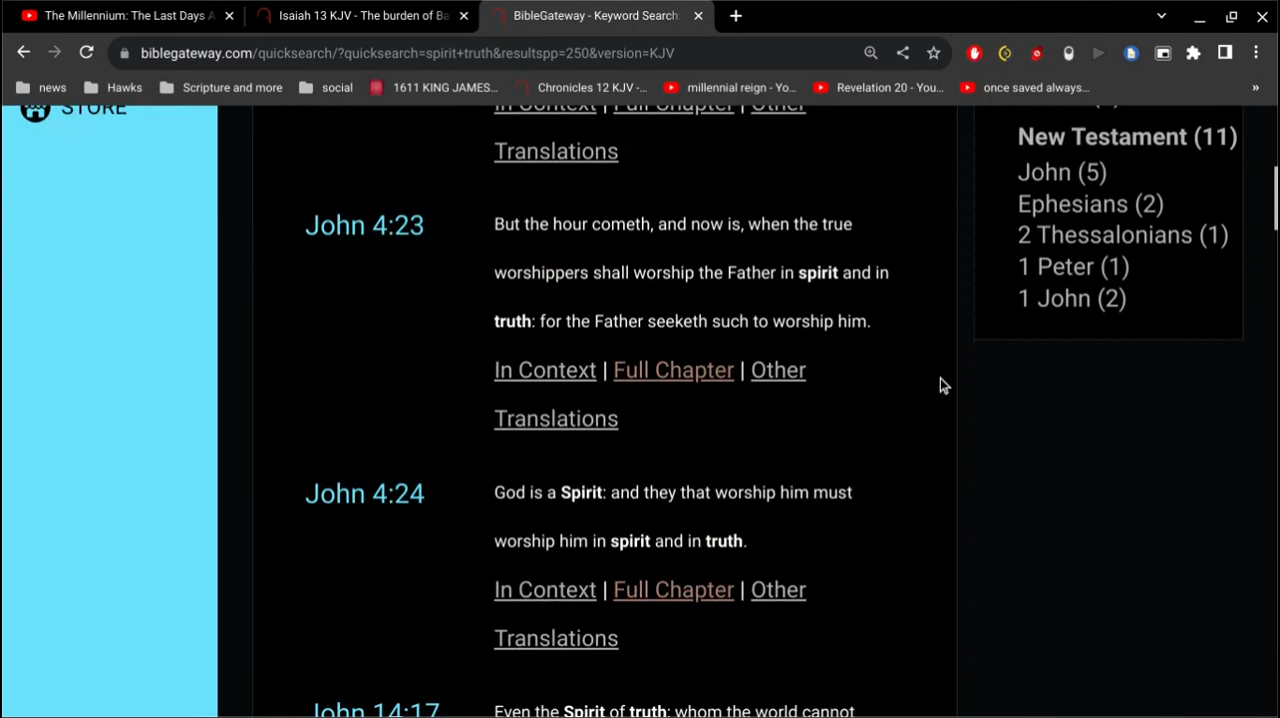 The Millennium: The Last Days A
Isaiah 13 KJV - The burden of Ba
BibleGateway - Keyword Search:
biblegateway.com/quicksearch/?quicksearch=spirit+truth&resultspp=250&version=KJV
news
Hawks
Scripture and more
social
1611 KING JAMES...
Chronicles 12 KJV -...
millennial reign - Yo...
Revelation 20 - You...
once saved always...
»
STORE
In Context | Full Chapter | Other
Translations
New Testament (11)
John (5)
Ephesians (2)
2 Thessalonians (1)
1 Peter (1)
1 John (2)
John 4:23
But the hour cometh, and now is, when the true
worshippers shall worship the Father in spirit and in
truth: for the Father seeketh such to worship him.
In Context | Full Chapter | Other
Translations
John 4:24
God is a Spirit: and they that worship him must
worship him in spirit and in truth.
In Context | Full Chapter | Other
Translations
John 14:17
Even the Spirit of truth; whom the world cannot